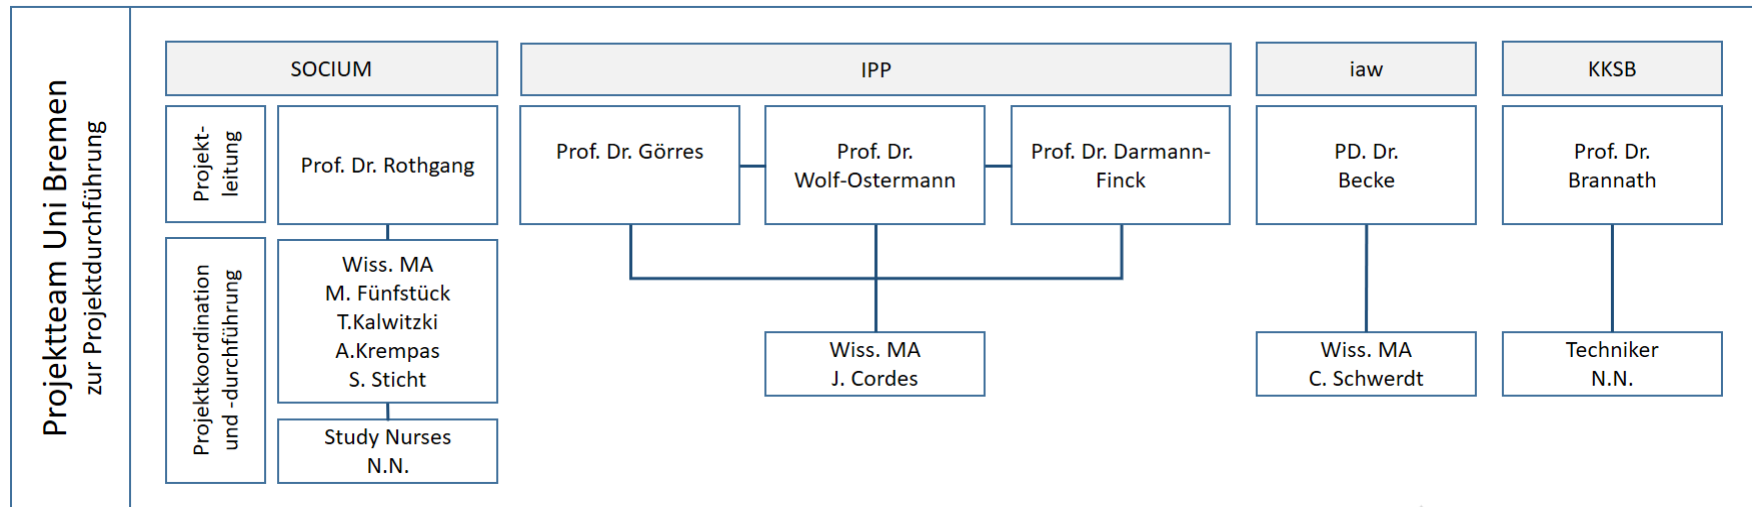 Projektteam Uni Bremen
zur Projektdurchführung
SOCIUM
IPP
iaw
KKSB
Projekt-
leitung
Prof. Dr. Rothgang
Prof. Dr. Görres
Prof. Dr.
Wolf-Ostermann
Prof. Dr. Darmann-
Finck
PD. Dr.
Becke
Prof. Dr.
Brannath
Projektkoordination
und -durchführung
Wiss. MA
M. Fünfstück
T.Kalwitzki
A.Krempas
S. Sticht
Study Nurses
N.N.
Wiss. MA
J. Cordes
Wiss. MA
C. Schwerdt
Techniker
N.N.